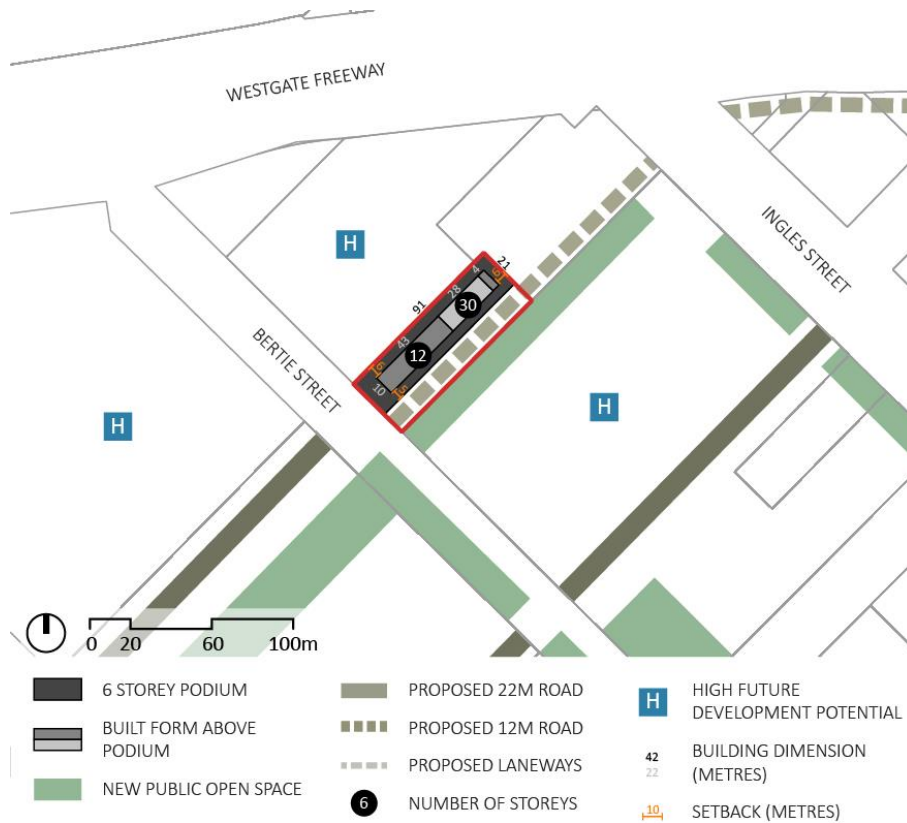 WESTGATE FREEWAY
INGLES STREET
BERTIE STREET
H
H
H
21
6
4
28
30
91
43
12
6
10
5
0 20 60 100m
6 STOREY PODIUM
BUILT FORM ABOVE
PODIUM
NEW PUBLIC OPEN SPACE
PROPOSED 22M ROAD
PROPOSED 12M ROAD
PROPOSED LANEWAYS
6 NUMBER OF STOREYS
H HIGH FUTURE
DEVELOPMENT POTENTIAL
42
22
BUILDING DIMENSION
(METRES)
10 SETBACK (METRES)